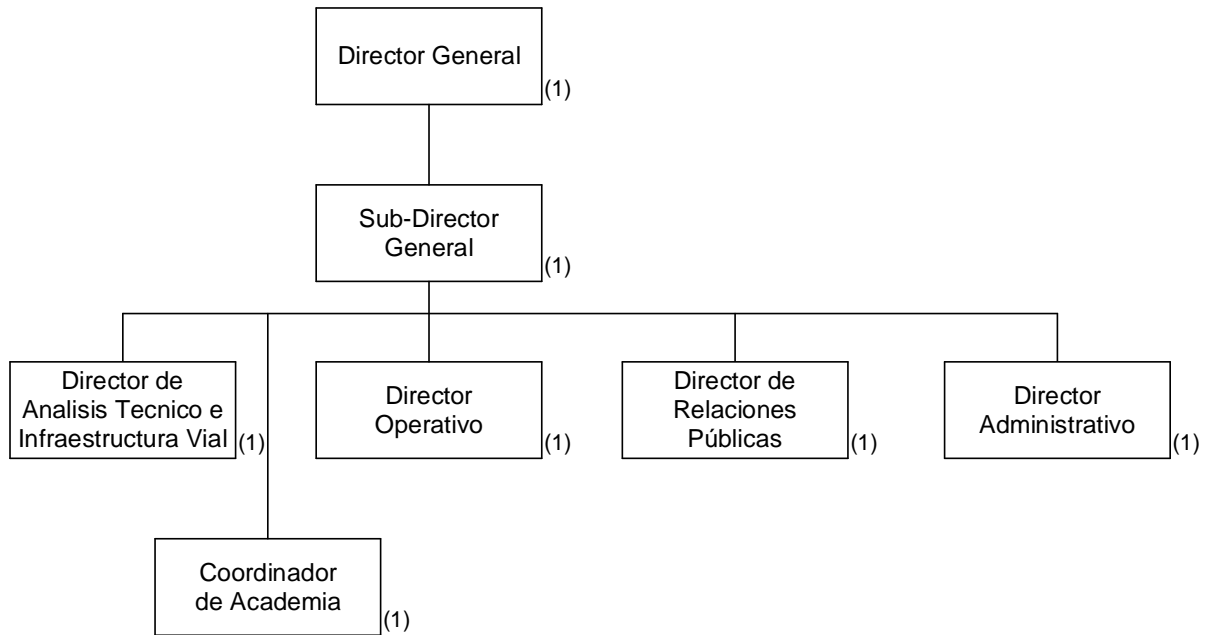 Director General
(1)
Sub-Director
General
(1)
Director de
Analisis Tecnico e
Infraestructura Vial
(1)
Director
Operativo
(1)
Director de
Relaciones
Públicas
(1)
Director
Administrativo
(1)
Coordinador
de Academia
(1)